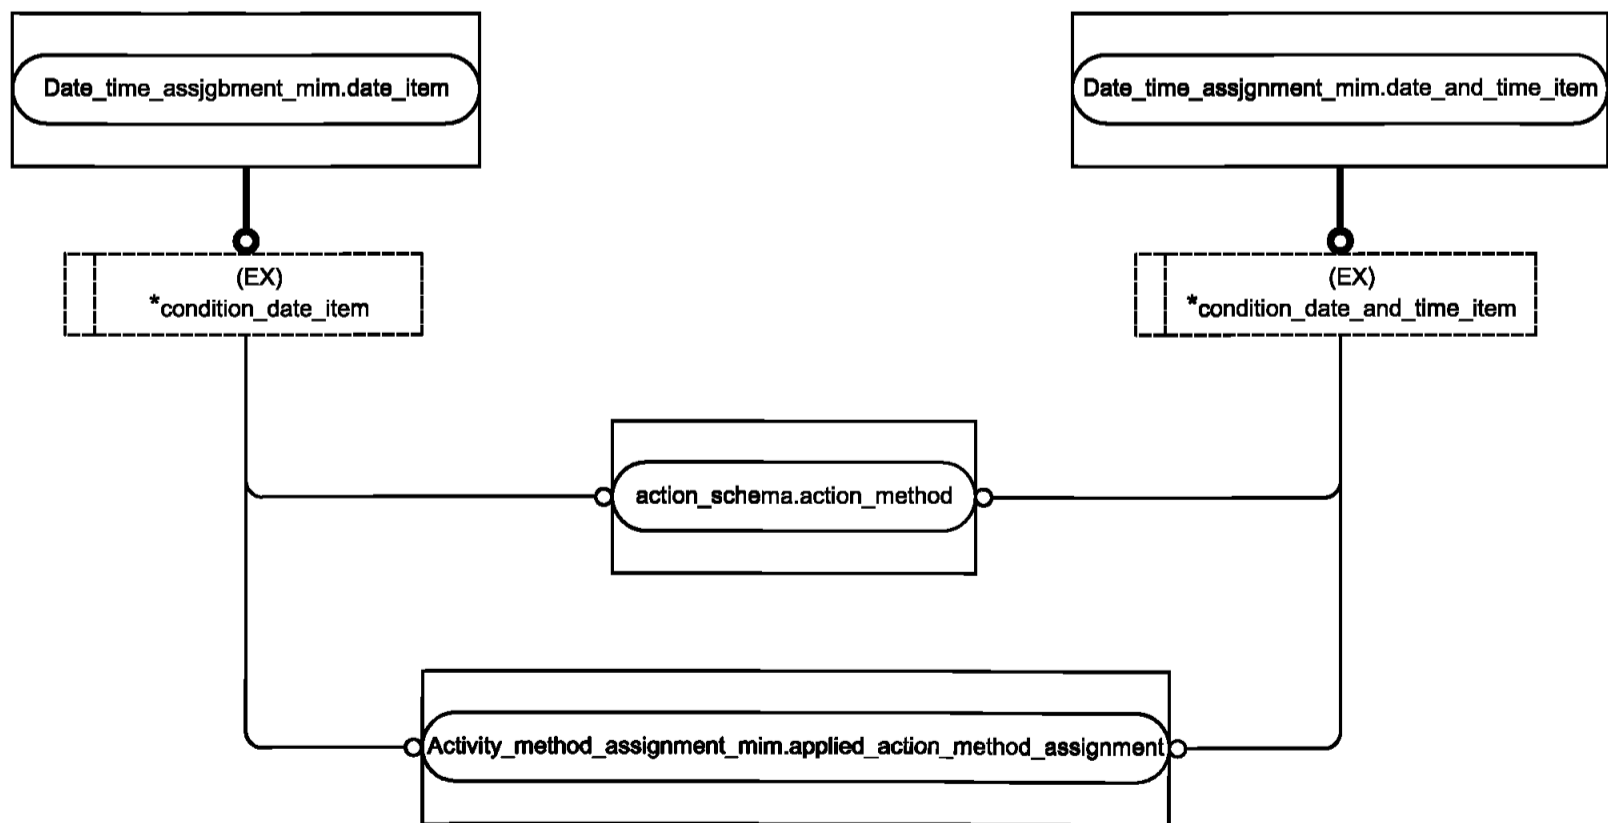 Date_time_assjgbment_mim.date_item
Date_time_assjgnment_mim.date_and_time_item
(EX)
*condition_date_item
(EX)
*condition_date_and_time_item
action_schema.action_method
Activity_method_assignment_mim.applied_action_method_assignment